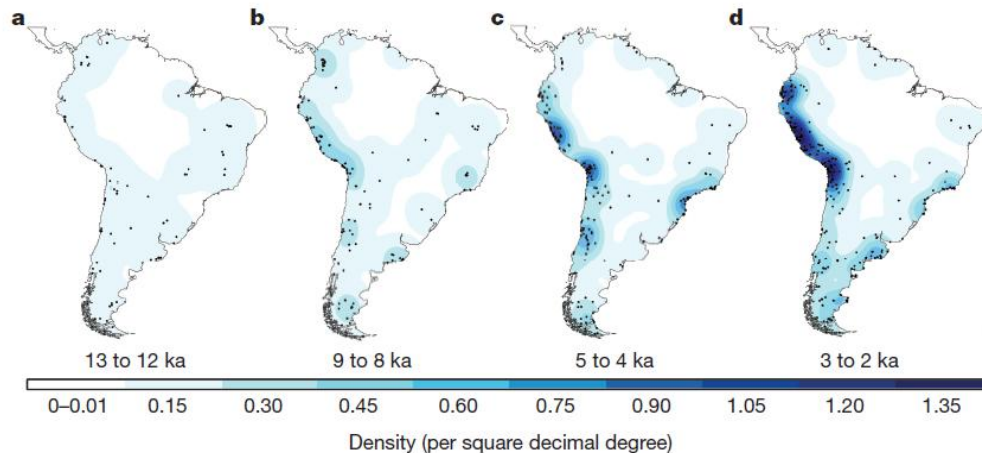 a b c d
13 to 12 ka 9 to 8 ka 5 to 4 ka 3 to 2 ka
0–0.01 0.15 0.30 0.45 0.60 0.75 0.90 1.05 1.20 1.35
Density (per square decimal degree)